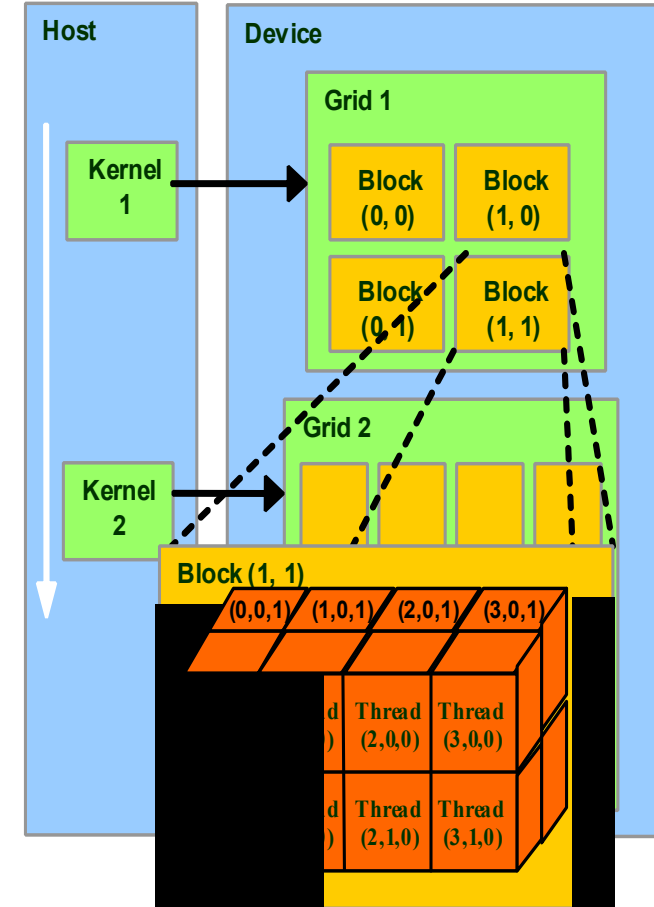 Host
Device
Grid 1
Kernel
1
Block
(0, 0)
Block
(1, 0)
Block
(0, 1)
Block
(1, 1)
Grid 2
Kernel
2
Block (1, 1)
(0,0,1) (1,0,1) (2,0,1) (3,0,1)
Thread
(2,0,0)
Thread
(3,0,0)
Thread
(2,1,0)
Thread
(3,1,0)